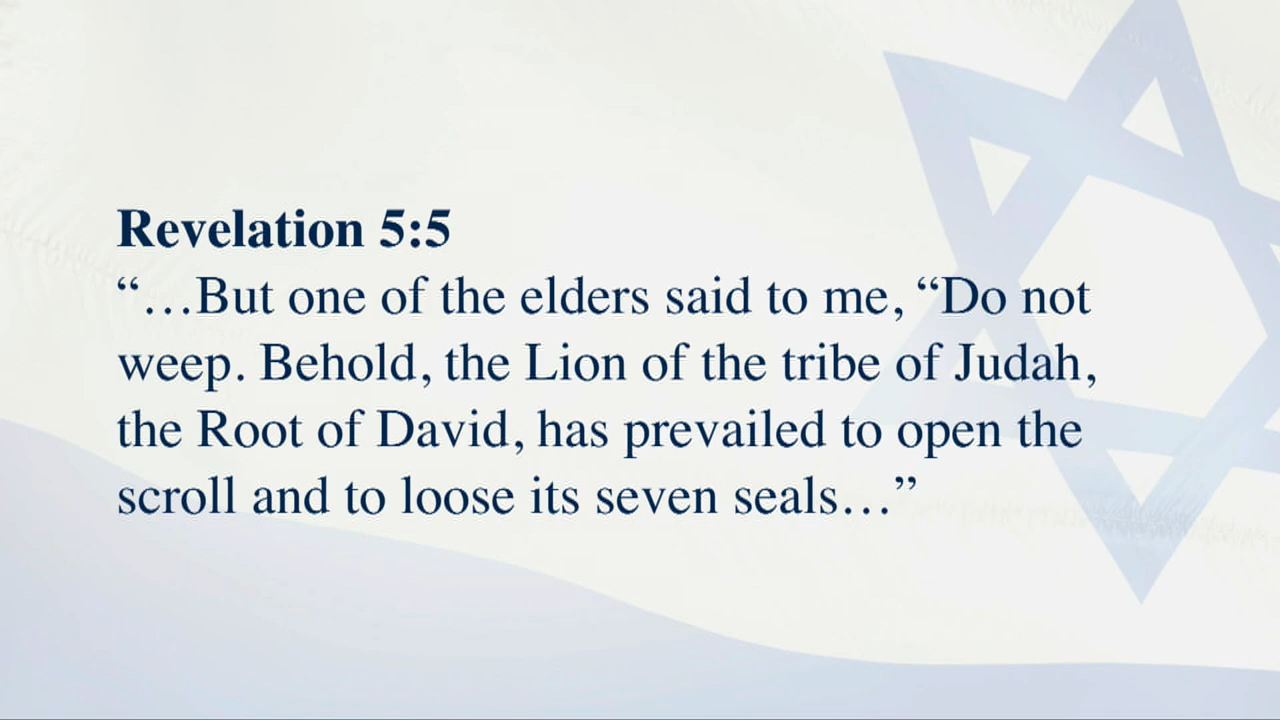 Revelation 5:5
“…But one of the elders said to me, “Do not
weep. Behold, the Lion of the tribe of Judah,
the Root of David, has prevailed to open the
scroll and to loose its seven seals…”